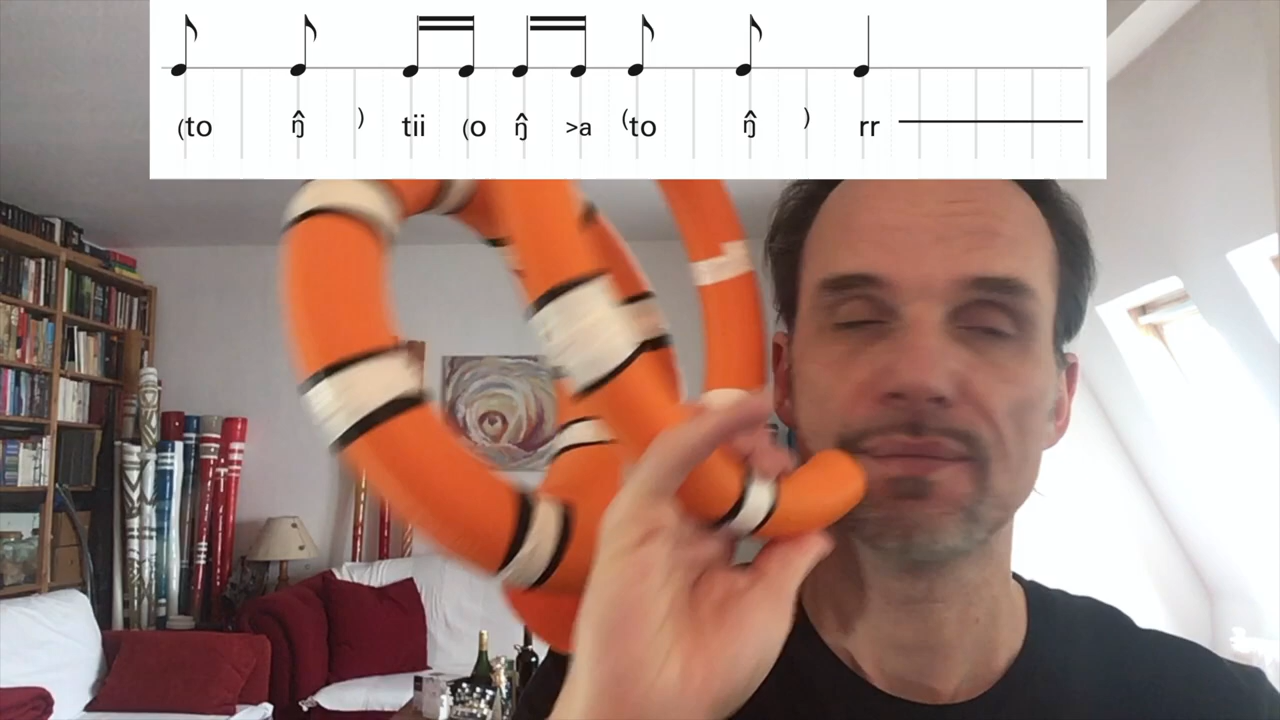 (to ŋ̂ ) tii (o ŋ̂ >a (to ŋ̂ ) rr